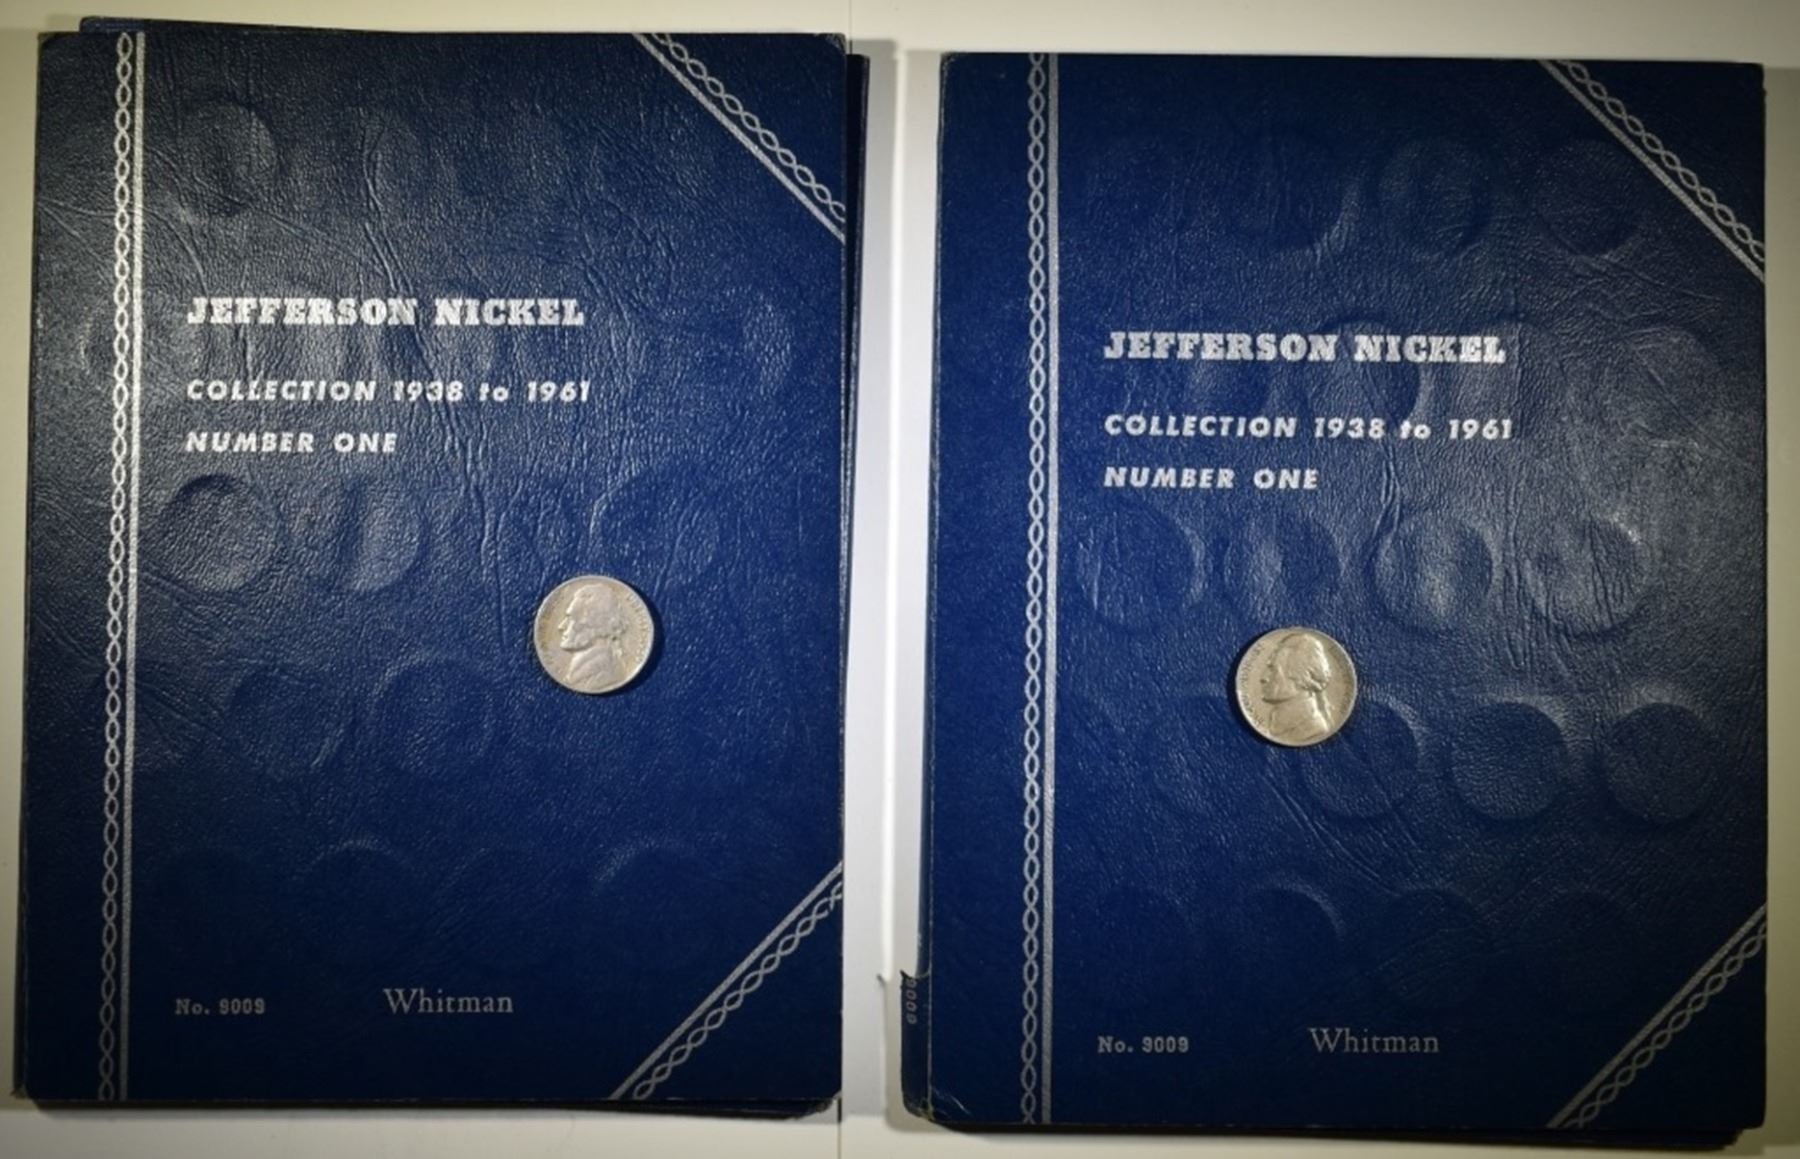 JEFFERSON NICKEL
COLLECTION 1938 to 1961
NUMBER ONE
No. 9009
Whitman
JEFFERSON NICKEL
COLLECTION 1938 to 1961
NUMBER ONE
9009
No. 9009
Whitman